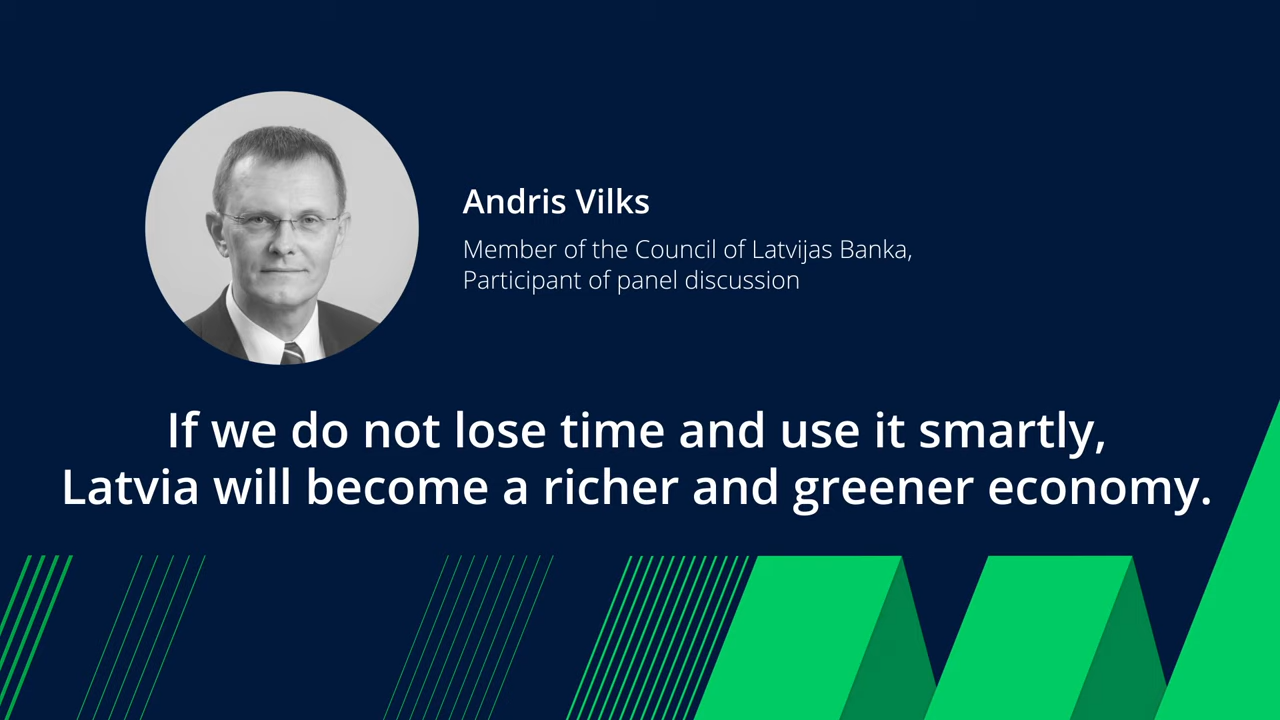 Andris Vilks
Member of the Council of Latvijas Banka,
Participant of panel discussion
If we do not lose time and use it smartly,
Latvia will become a richer and greener economy.